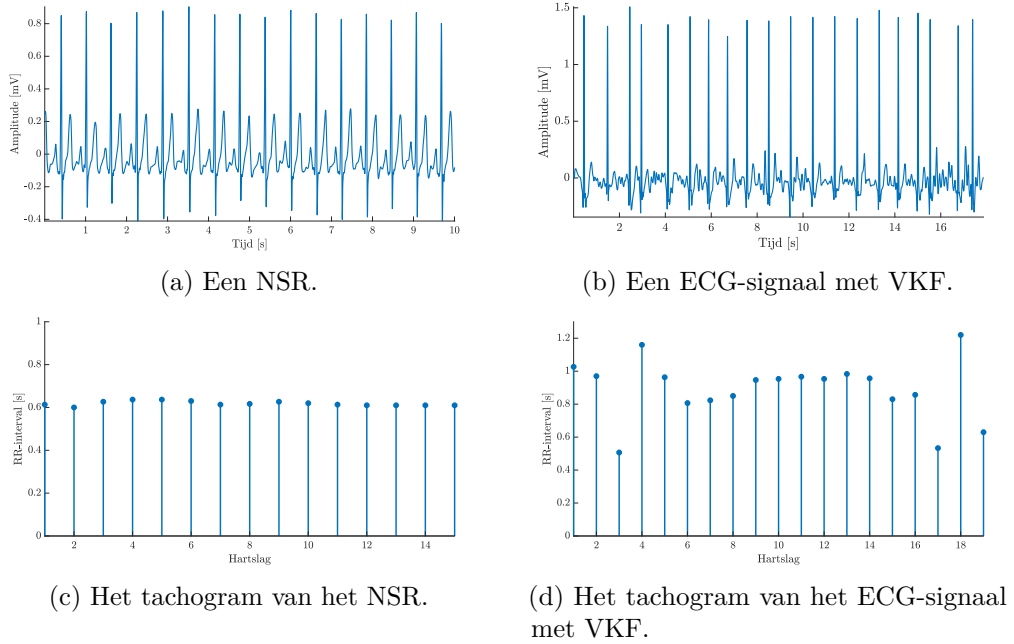 0.8
0.6
0.4
0.2
0
-0.2
-0.4
Amplitude [mV]
1 2 3 4 5 6 7 8 9 10
Tijd [s]
(a) Een NSR.
1.5
1
0.5
0
Amplitude [mV]
2 4 6 8 10 12 14 16
Tijd [s]
(b) Een ECG-signaal met VKF.
1
0.8
0.6
0.4
0.2
0
RR-interval [s]
2 4 6 8 10 12 14
Hartslag
(c) Het tachogram van het NSR.
1.2
1
0.8
0.6
0.4
0.2
0
RR-interval [s]
2 4 6 8 10 12 14 16 18
Hartslag
(d) Het tachogram van het ECG-signaal
met VKF.